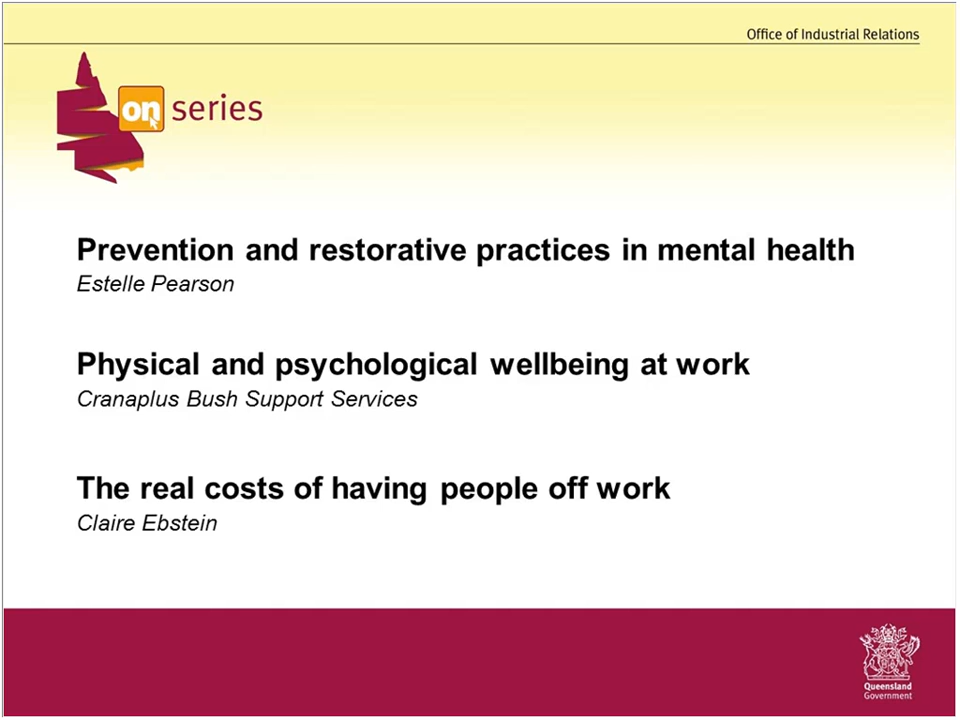 Office of Industrial Relations
on series
Prevention and restorative practices in mental health
Estelle Pearson
Physical and psychological wellbeing at work
Cranaplus Bush Support Services
The real costs of having people off work
Claire Ebstein
Queensland
Government